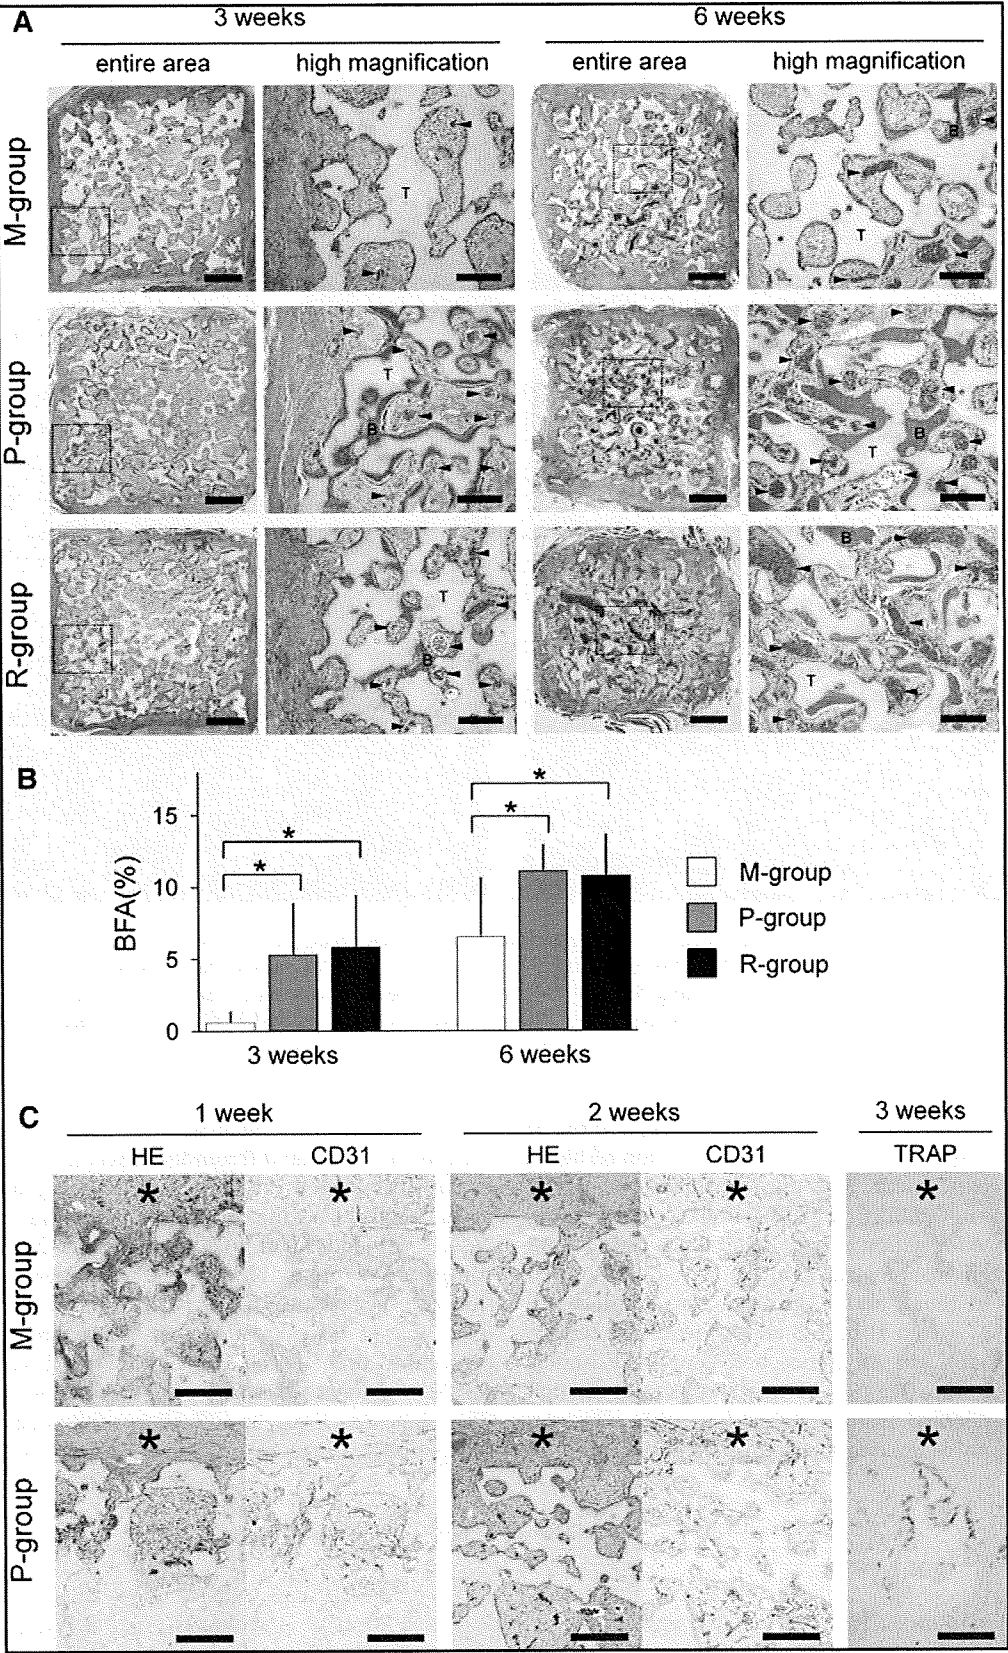 A
3 weeks
6 weeks
entire area
high magnification
entire area
high magnification
M-group
T
T
B
P-group
T
B
T
B
R-group
T
B
T
B
B
BFA(%)
15
10
5
0
*
*
*
*
3 weeks
6 weeks
M-group
P-group
R-group
C
1 week
2 weeks
3 weeks
HE
CD31
HE
CD31
TRAP
M-group
*
*
*
*
*
P-group
*
*
*
*
*